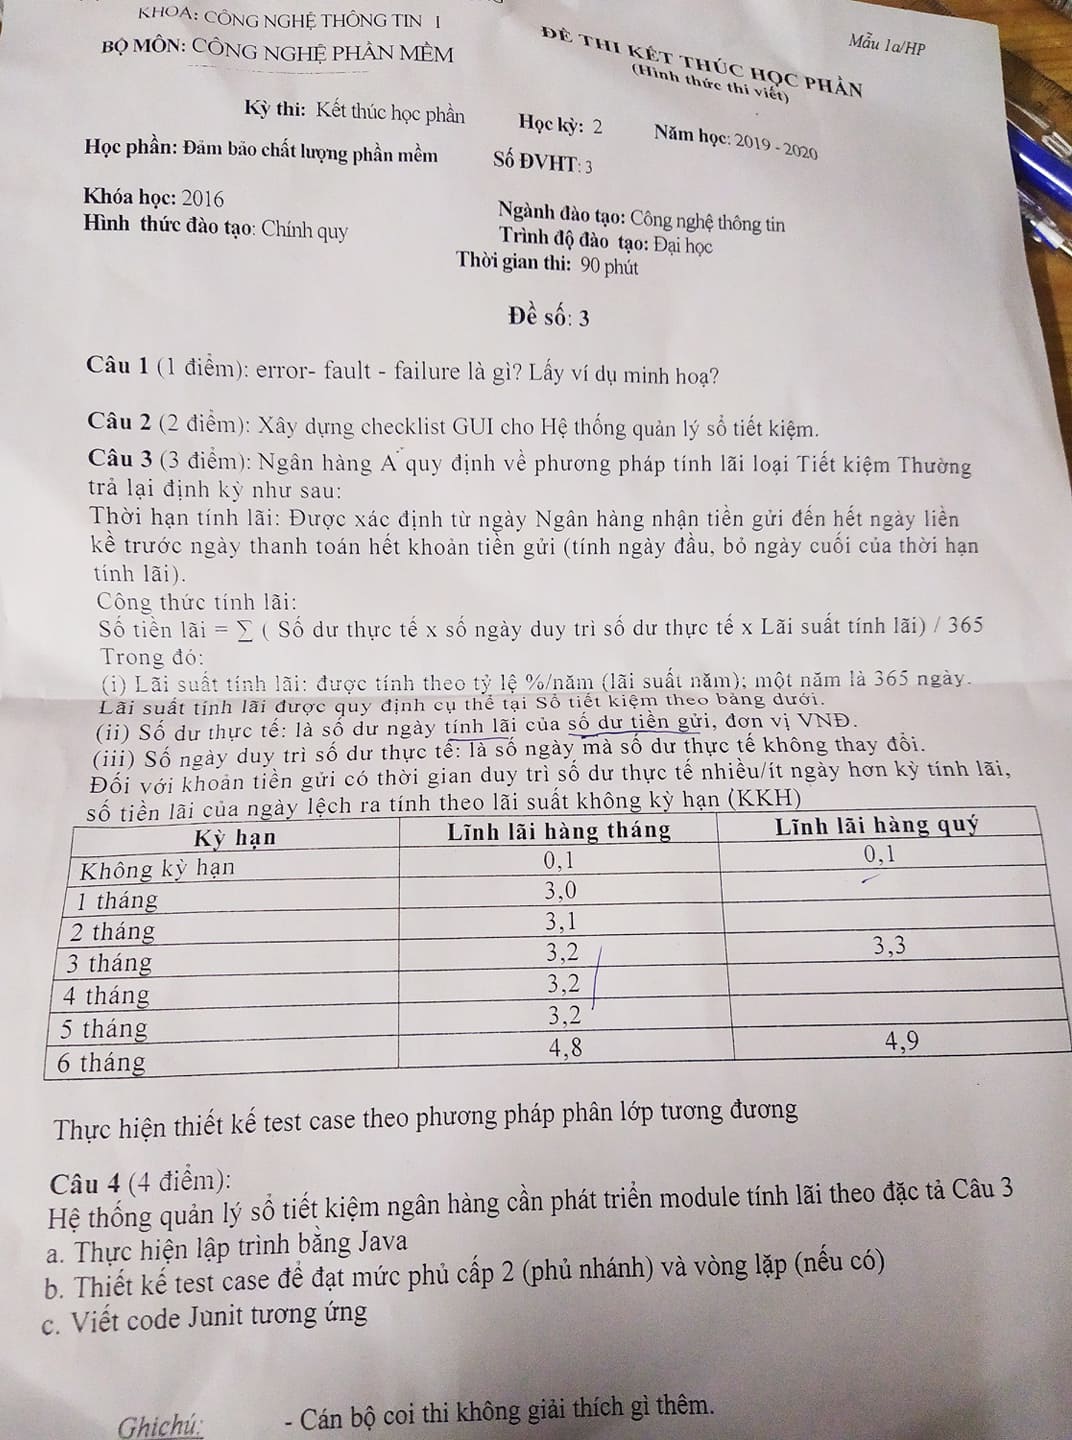 KHOA: CÔNG NGHỆ THÔNG TIN I
BỘ MÔN: CÔNG NGHỆ PHẦN MỀM
ĐỀ THI KẾT THÚC HỌC PHẦN
(Hình thức thi viết)
Mẫu 1a/HP
Kỳ thi: Kết thúc học phần
Học kỳ: 2
Năm học: 2019 - 2020
Học phần: Đảm bảo chất lượng phần mềm
Số ĐVHT: 3
Khóa học: 2016
Ngành đào tạo: Công nghệ thông tin
Hình thức đào tạo: Chính quy
Trình độ đào tạo: Đại học
Thời gian thi: 90 phút
Đề số: 3
Câu 1 (1 điểm): error- fault - failure là gì? Lấy ví dụ minh hoạ?
Câu 2 (2 điểm): Xây dựng checklist GUI cho Hệ thống quản lý sổ tiết kiệm.
Câu 3 (3 điểm): Ngân hàng A quy định về phương pháp tính lãi loại Tiết kiệm Thường
trả lại định kỳ như sau:
Thời hạn tính lãi: Được xác định từ ngày Ngân hàng nhận tiền gửi đến hết ngày liền
kề trước ngày thanh toán hết khoản tiền gửi (tính ngày đầu, bỏ ngày cuối của thời hạn
tính lãi).
Công thức tính lãi:
Số tiền lãi = ∑ ( Số dư thực tế x số ngày duy trì số dư thực tế x Lãi suất tính lãi) / 365
Trong đó:
(i) Lãi suất tính lãi: được tính theo tỷ lệ %/năm (lãi suất năm); một năm là 365 ngày.
Lãi suất tính lãi được quy định cụ thể tại Sổ tiết kiệm theo bảng dưới.
(ii) Số dư thực tế: là số dư ngày tính lãi của số dư tiền gửi, đơn vị VNĐ.
(iii) Số ngày duy trì số dư thực tế: là số ngày mà số dư thực tế không thay đổi.
Đối với khoản tiền gửi có thời gian duy trì số dư thực tế nhiều/ít ngày hơn kỳ tính lãi,
số tiền lãi của ngày lệch ra tính theo lãi suất không kỳ hạn (KKH)
Kỳ hạn Lĩnh lãi hàng tháng Lĩnh lãi hàng quý
Không kỳ hạn 0,1 0,1
1 tháng 3,0
2 tháng 3,1
3 tháng 3,2 3,3
4 tháng 3,2
5 tháng 3,2
6 tháng 4,8 4,9
Thực hiện thiết kế test case theo phương pháp phân lớp tương đương
Câu 4 (4 điểm):
Hệ thống quản lý sổ tiết kiệm ngân hàng cần phát triển module tính lãi theo đặc tả Câu 3
a. Thực hiện lập trình bằng Java
b. Thiết kế test case để đạt mức phủ cấp 2 (phủ nhánh) và vòng lặp (nếu có)
c. Viết code Junit tương ứng
Ghi chú: - Cán bộ coi thi không giải thích gì thêm.